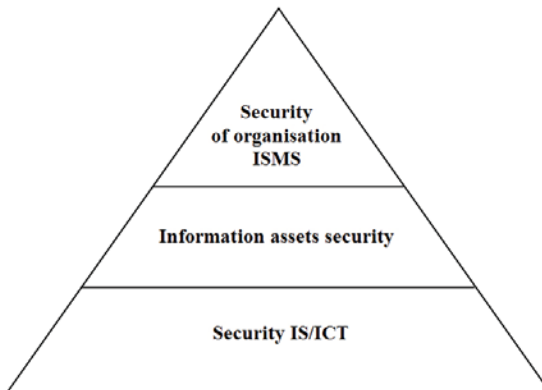 Security
of organisation
ISMS
Information assets security
Security IS/ICT